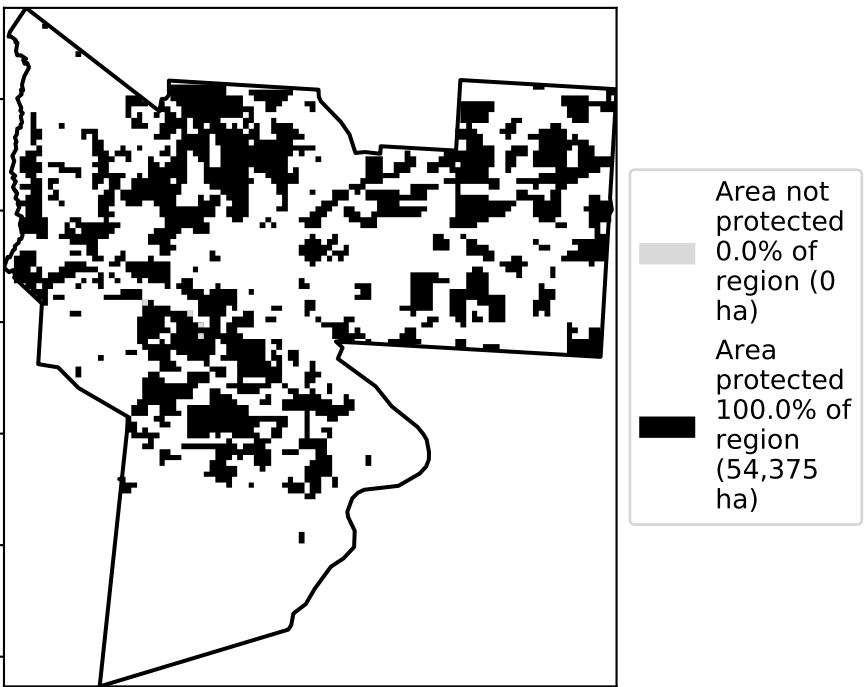 Area not
protected
0.0% of
region (0
ha)
Area
protected
100.0% of
region
(54,375
ha)